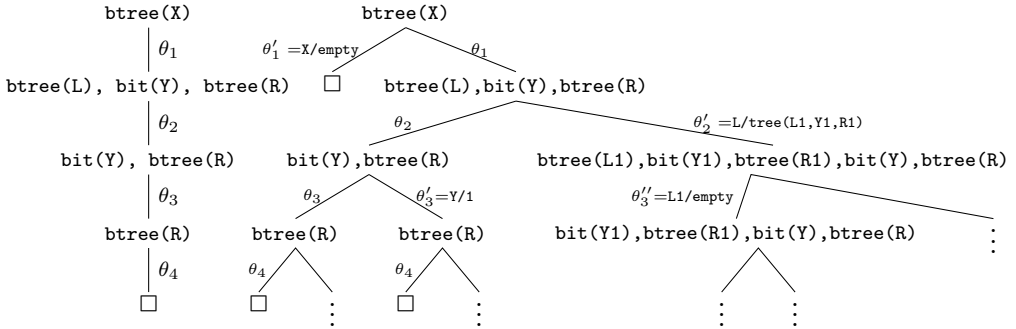 btree(X) btree(X)
θ₁ θ′₁ =X/empty θ₁
btree(L), bit(Y), btree(R) □ btree(L),bit(Y),btree(R)
θ₂ θ₂ θ′₂ =L/tree(L1,Y1,R1)
bit(Y), btree(R) bit(Y),btree(R) btree(L1),bit(Y1),btree(R1),bit(Y),btree(R)
θ₃ θ₃ θ′₃=Y/1 θ″₃=L1/empty
btree(R) btree(R) btree(R) bit(Y1),btree(R1),bit(Y),btree(R) ⋮
θ₄ θ₄ θ₄
□ □ ⋮ □ ⋮ ⋮ ⋮